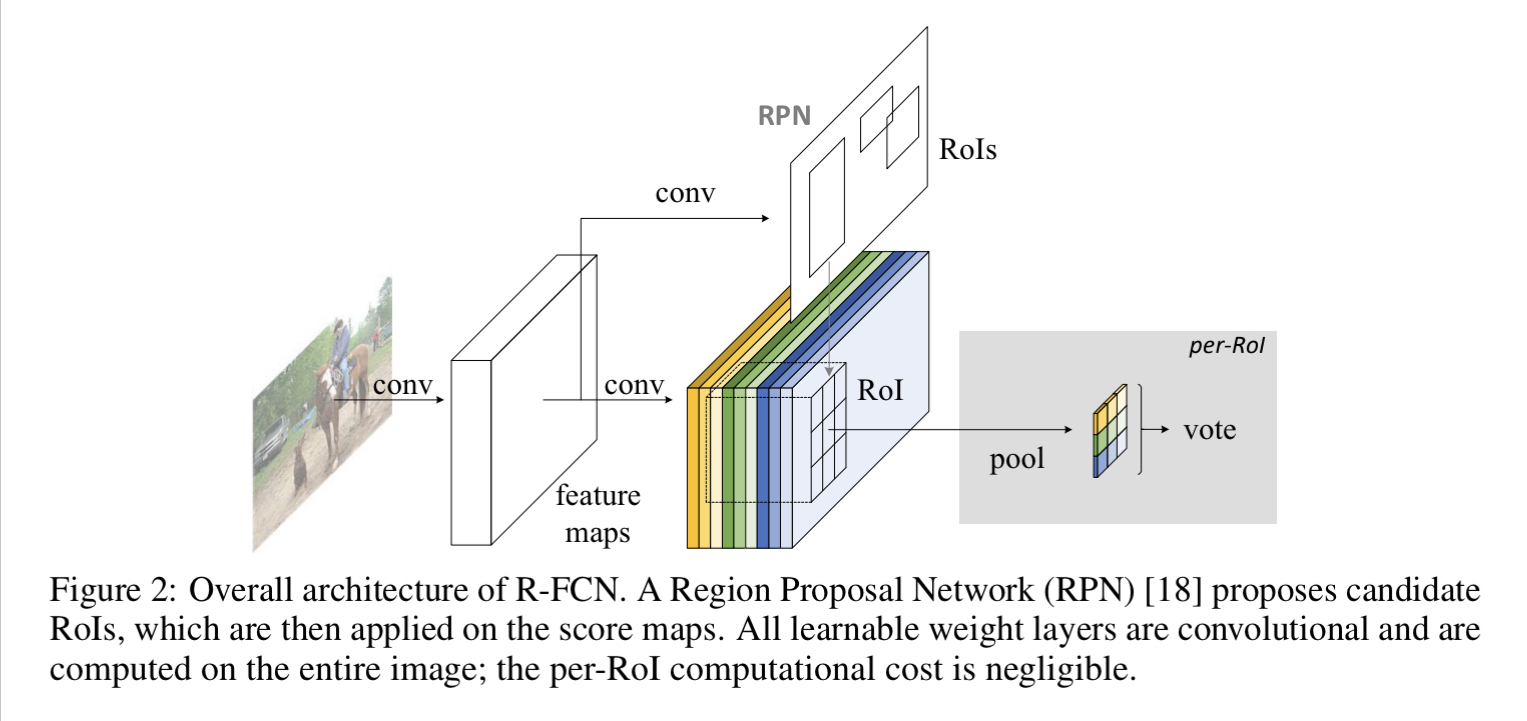 RPN
RoIs
conv
conv
conv
feature
maps
RoI
per-RoI
pool
vote
Figure 2: Overall architecture of R-FCN. A Region Proposal Network (RPN) [18] proposes candidate
RoIs, which are then applied on the score maps. All learnable weight layers are convolutional and are
computed on the entire image; the per-RoI computational cost is negligible.